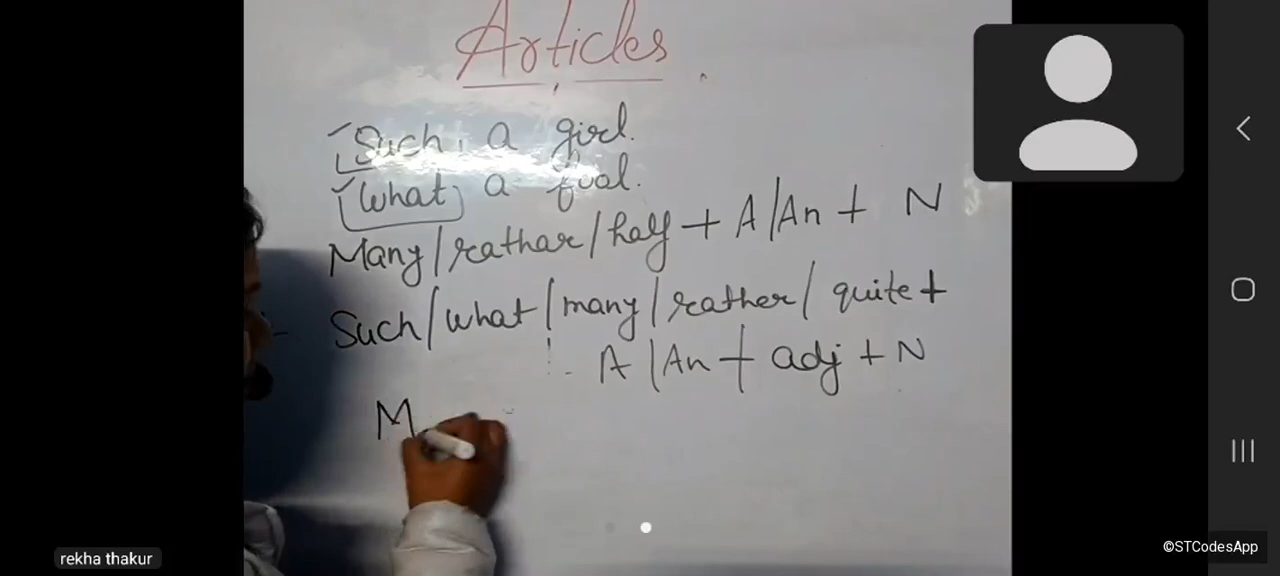 Articles.
Such a girl.
What a fool.
Many/rathar/half + A/An + N
:- Such/what/many/rather/quite +
A/An + adj + N
M
rekha thakur
©STCodesApp